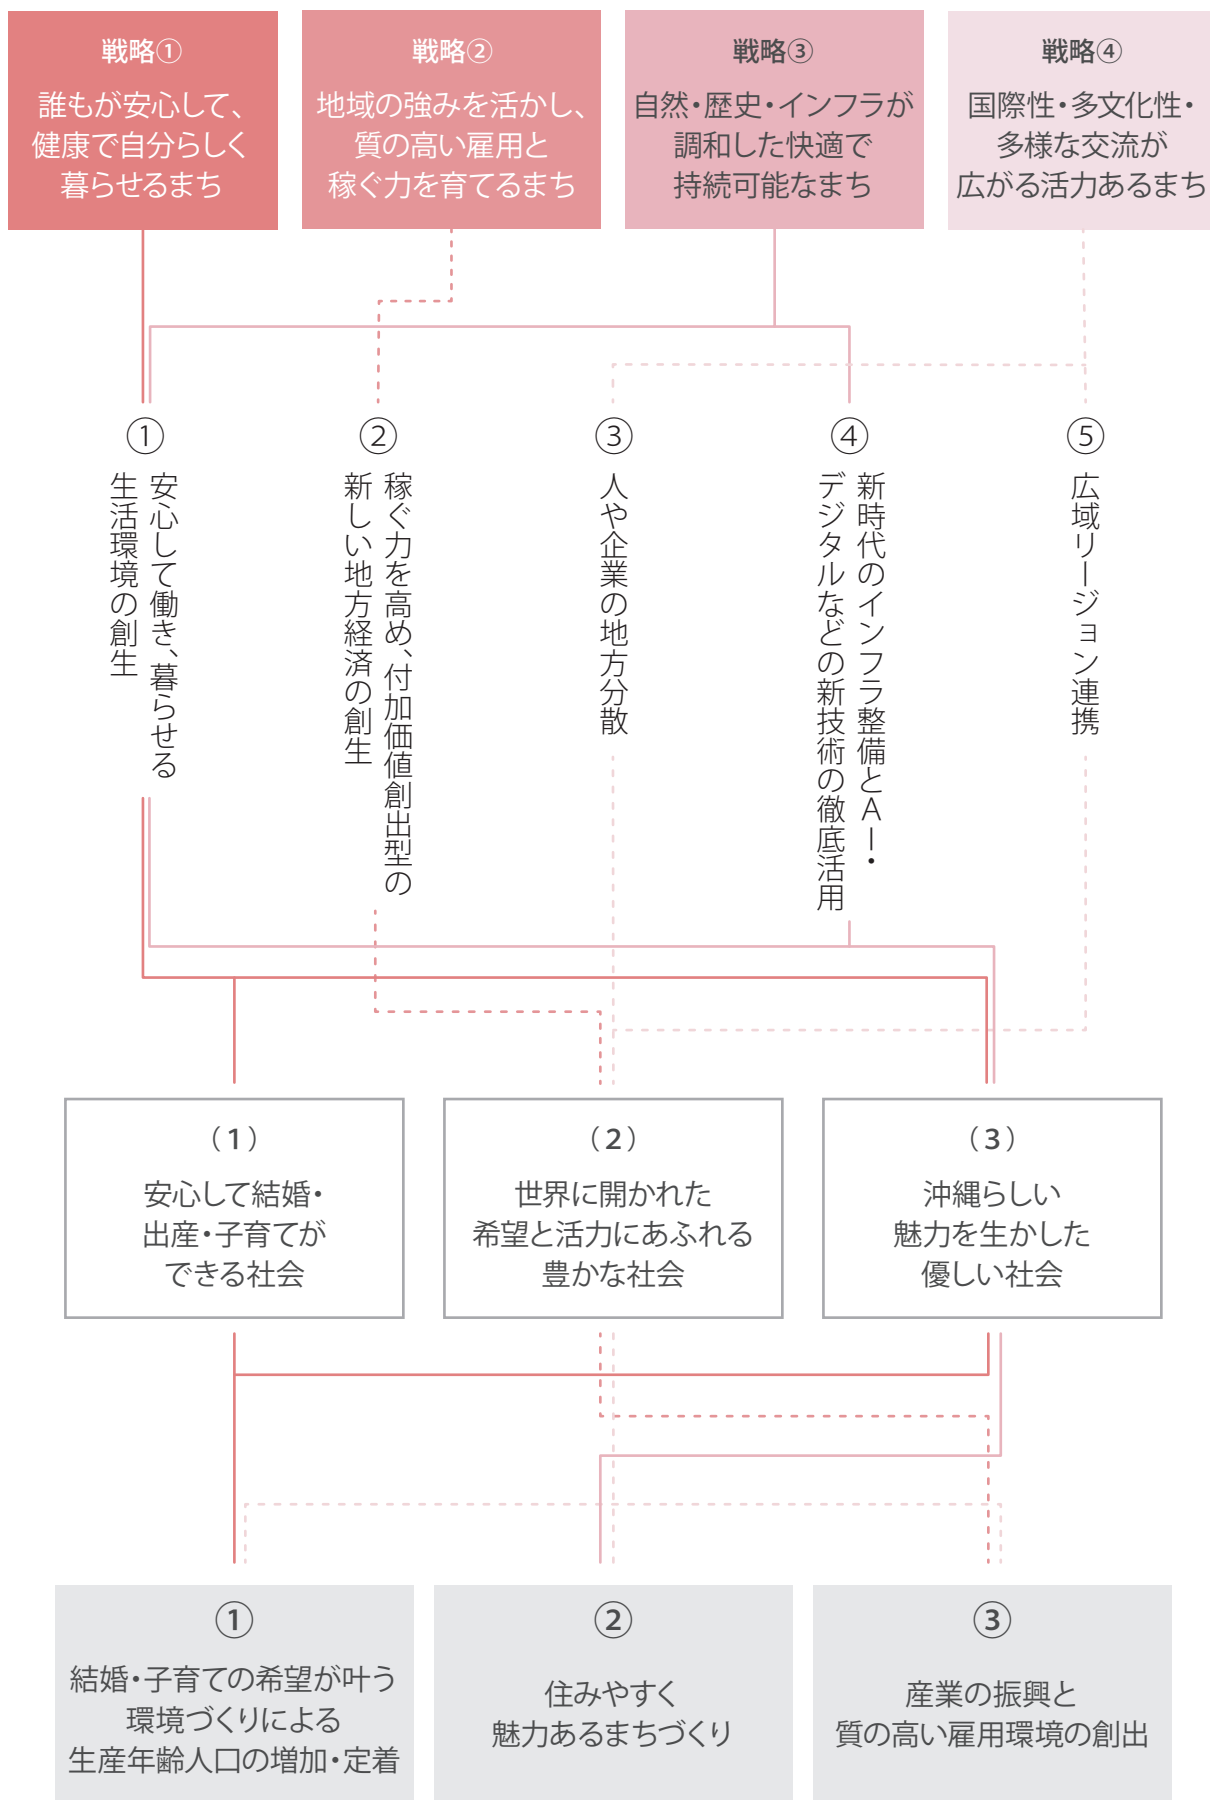 戦略①
誰もが安心して、
健康で自分らしく
暮らせるまち
戦略②
地域の強みを活かし、
質の高い雇用と
稼ぐ力を育てるまち
戦略③
自然・歴史・インフラが
調和した快適で
持続可能なまち
戦略④
国際性・多文化性・
多様な交流が
広がる活力あるまち
①
安心して働き、暮らせる
生活環境の創生
②
稼ぐ力を高め、付加価値創出型の
新しい地方経済の創生
③
人や企業の地方分散
④
新時代のインフラ整備とAI・
デジタルなどの新技術の徹底活用
⑤
広域リージョン連携
（1）
安心して結婚・
出産・子育てが
できる社会
（2）
世界に開かれた
希望と活力にあふれる
豊かな社会
（3）
沖縄らしい
魅力を生かした
優しい社会
①
結婚・子育ての希望が叶う
環境づくりによる
生産年齢人口の増加・定着
②
住みやすく
魅力あるまちづくり
③
産業の振興と
質の高い雇用環境の創出